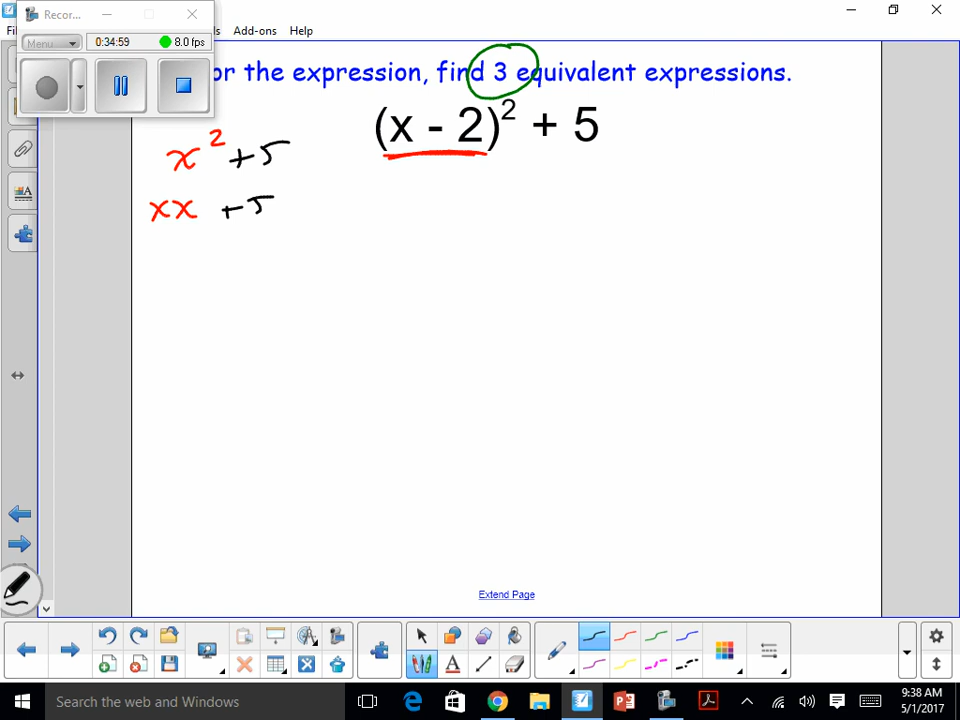 Recor...
Menu
0:34:59
8.0 fps
ls Add-ons Help
or the expression, find 3 equivalent expressions.
(x - 2)² + 5
x² +5
xx +5
Extend Page
Search the web and Windows
9:38 AM
5/1/2017